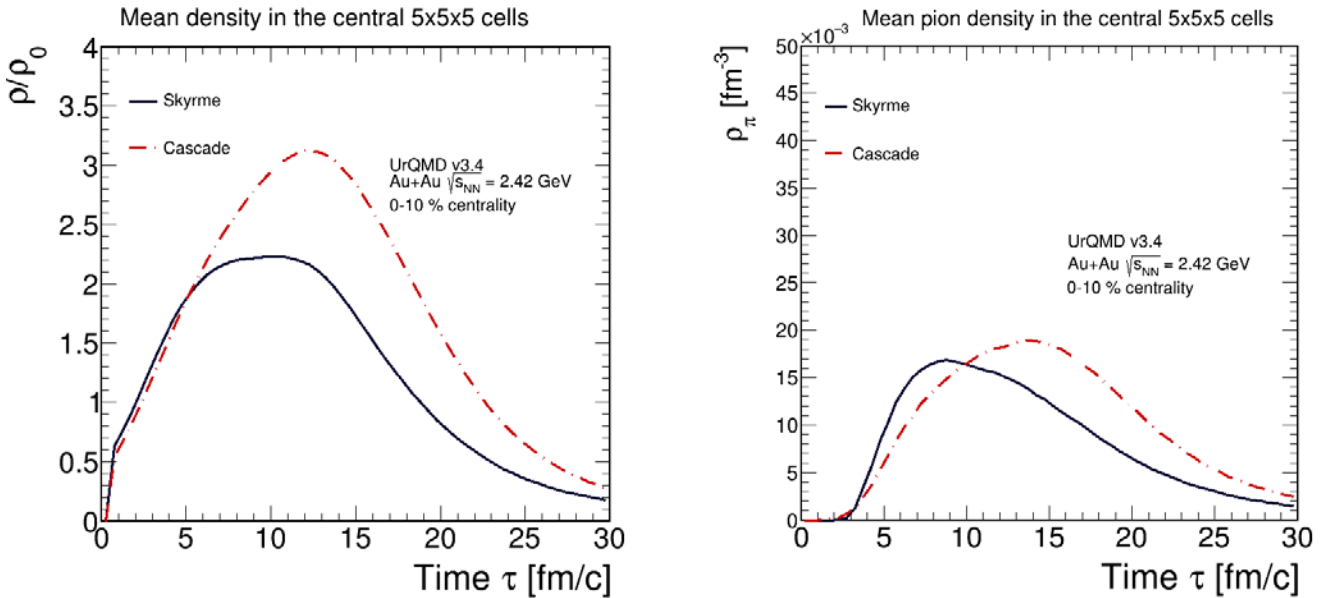 Mean density in the central 5x5x5 cells
ρ/ρ₀
4
3.5
3
2.5
2
1.5
1
0.5
0
Skyrme
Cascade
UrQMD v3.4
Au+Au √sNN = 2.42 GeV
0-10 % centrality
0 5 10 15 20 25 30
Time τ [fm/c]
Mean pion density in the central 5x5x5 cells
×10⁻³
ρπ [fm⁻³]
50
45
40
35
30
25
20
15
10
5
0
Skyrme
Cascade
UrQMD v3.4
Au+Au √sNN = 2.42 GeV
0-10 % centrality
0 5 10 15 20 25 30
Time τ [fm/c]